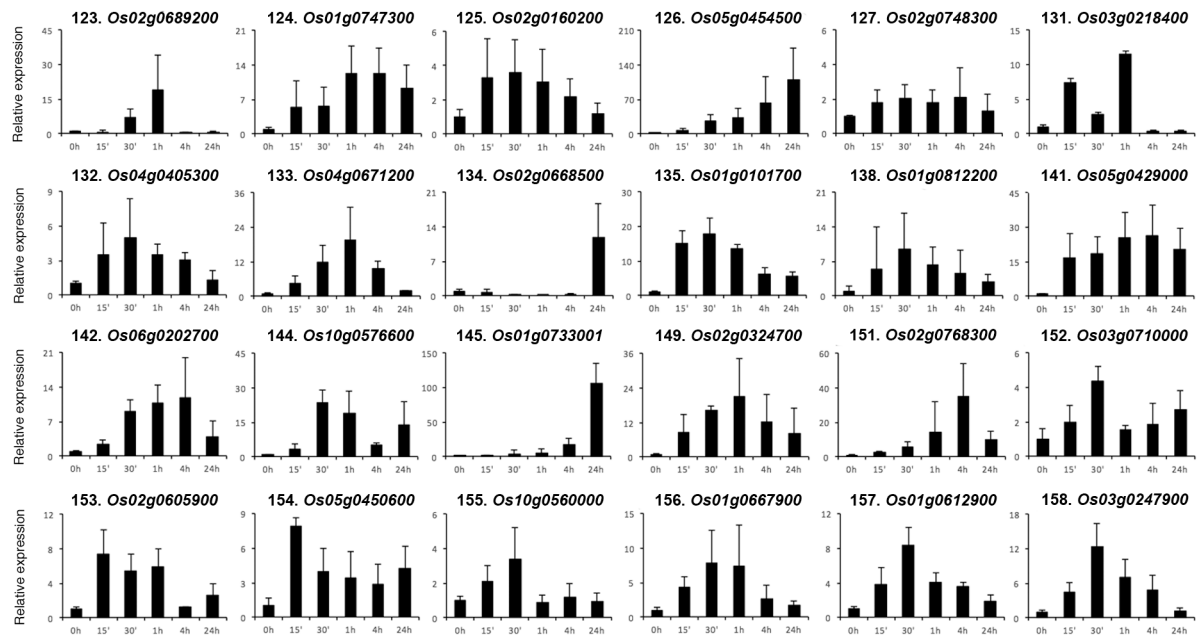 123. Os02g0689200 124. Os01g0747300 125. Os02g0160200 126. Os05g0454500 127. Os02g0748300 131. Os03g0218400
Relative expression
45 30 15 0
21 14 7 0
6 4 2 0
210 140 70 0
6 4 2 0
15 10 5 0
0h 15' 30' 1h 4h 24h 0h 15' 30' 1h 4h 24h 0h 15' 30' 1h 4h 24h 0h 15' 30' 1h 4h 24h 0h 15' 30' 1h 4h 24h 0h 15' 30' 1h 4h 24h
132. Os04g0405300 133. Os04g0671200 134. Os02g0668500 135. Os01g0101700 138. Os01g0812200 141. Os05g0429000
Relative expression
9 6 3 0
36 24 12 0
21 14 7 0
30 20 10 0
21 14 7 0
45 30 15 0
0h 15' 30' 1h 4h 24h 0h 15' 30' 1h 4h 24h 0h 15' 30' 1h 4h 24h 0h 15' 30' 1h 4h 24h 0h 15' 30' 1h 4h 24h 0h 15' 30' 1h 4h 24h
142. Os06g0202700 144. Os10g0576600 145. Os01g0733001 149. Os02g0324700 151. Os02g0768300 152. Os03g0710000
Relative expression
21 14 7 0
45 30 15 0
150 100 50 0
36 24 12 0
60 40 20 0
6 4 2 0
0h 15' 30' 1h 4h 24h 0h 15' 30' 1h 4h 24h 0h 15' 30' 1h 4h 24h 0h 15' 30' 1h 4h 24h 0h 15' 30' 1h 4h 24h 0h 15' 30' 1h 4h 24h
153. Os02g0605900 154. Os05g0450600 155. Os10g0560000 156. Os01g0667900 157. Os01g0612900 158. Os03g0247900
Relative expression
12 8 4 0
9 6 3 0
6 4 2 0
15 10 5 0
12 8 4 0
18 12 6 0
0h 15' 30' 1h 4h 24h 0h 15' 30' 1h 4h 24h 0h 15' 30' 1h 4h 24h 0h 15' 30' 1h 4h 24h 0h 15' 30' 1h 4h 24h 0h 15' 30' 1h 4h 24h